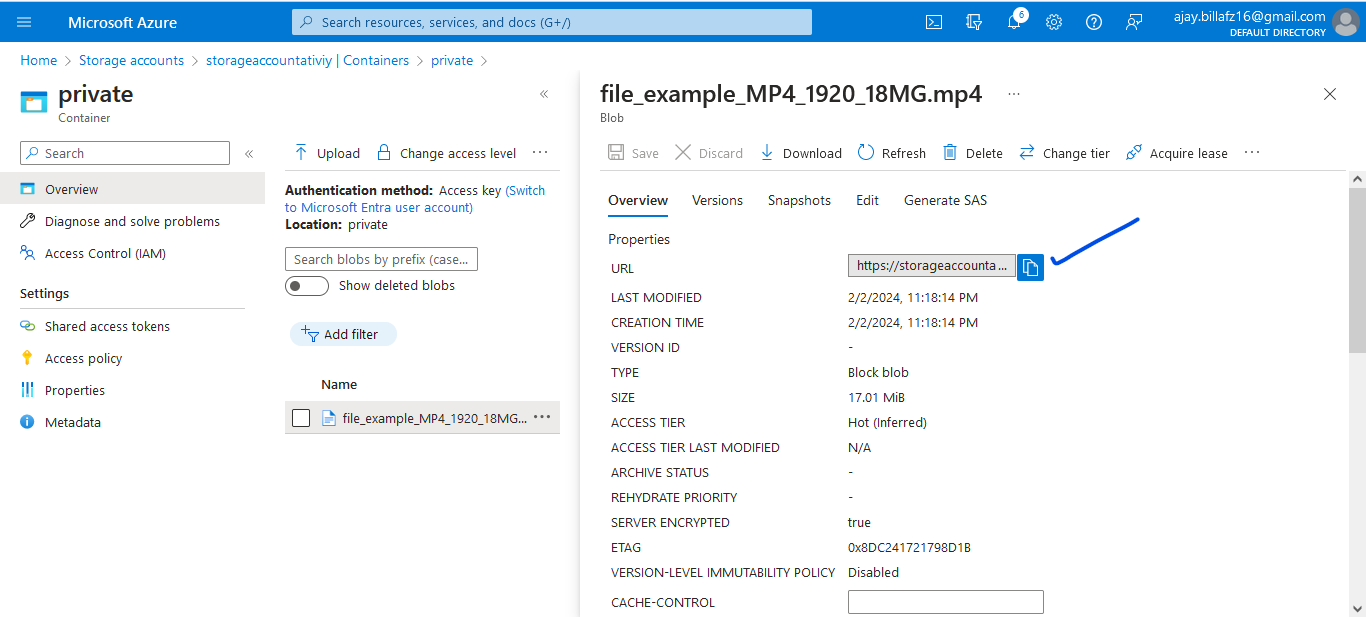 Microsoft Azure
Search resources, services, and docs (G+/)
6
ajay.billafz16@gmail.com
DEFAULT DIRECTORY
Home > Storage accounts > storageaccountativiy | Containers > private >
private
Container
Search
Overview
Diagnose and solve problems
Access Control (IAM)
Settings
Shared access tokens
Access policy
Properties
Metadata
Upload Change access level ...
Authentication method: Access key (Switch
to Microsoft Entra user account)
Location: private
Search blobs by prefix (case...
Show deleted blobs
Add filter
Name
file_example_MP4_1920_18MG... ...
file_example_MP4_1920_18MG.mp4 ...
Blob
Save Discard Download Refresh Delete Change tier Acquire lease ...
Overview Versions Snapshots Edit Generate SAS
Properties
URL https://storageaccounta ...
LAST MODIFIED 2/2/2024, 11:18:14 PM
CREATION TIME 2/2/2024, 11:18:14 PM
VERSION ID -
TYPE Block blob
SIZE 17.01 MiB
ACCESS TIER Hot (Inferred)
ACCESS TIER LAST MODIFIED N/A
ARCHIVE STATUS -
REHYDRATE PRIORITY -
SERVER ENCRYPTED true
ETAG 0x8DC241721798D1B
VERSION-LEVEL IMMUTABILITY POLICY Disabled
CACHE-CONTROL